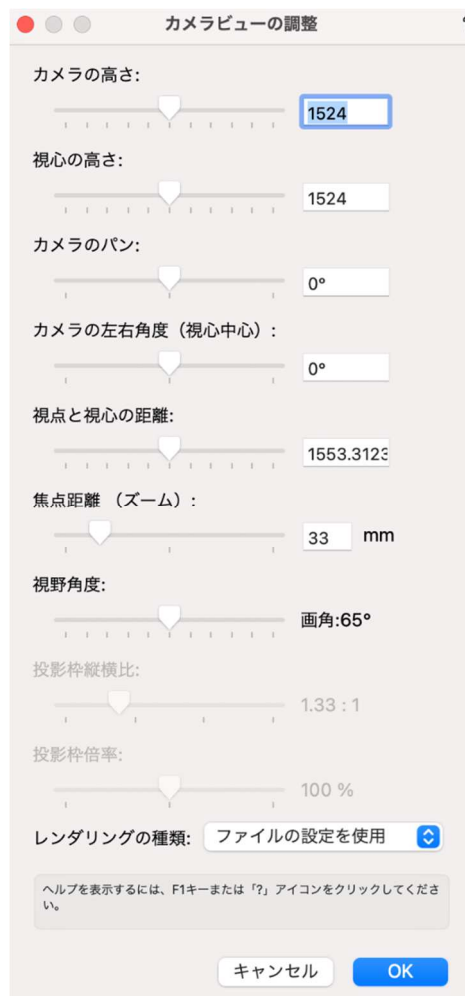 カメラビューの調整
カメラの高さ:
1524
視心の高さ:
1524
カメラのパン:
0°
カメラの左右角度（視心中心）:
0°
視点と視心の距離:
1553.3123
焦点距離 （ズーム）:
33 mm
視野角度:
画角:65°
投影枠縦横比:
1.33 : 1
投影枠倍率:
100 %
レンダリングの種類: ファイルの設定を使用
ヘルプを表示するには、F1キーまたは「?」アイコンをクリックしてくださ
い。
キャンセル OK